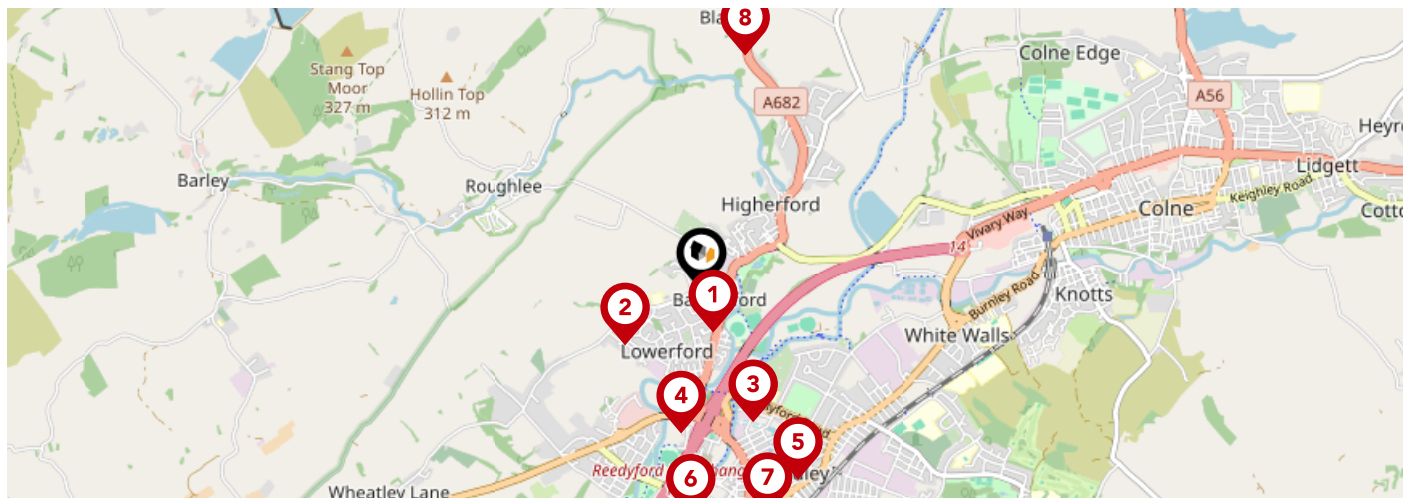 8
Colne Edge
Stang Top
Moor
327 m
Hollin Top
312 m
A682
A56
Heyr
Lidgett
Barley
Roughlee
Keighley Road
Higherford
Colne
Cotto
Vivary Way
14
1
2
Burnley Road
Knotts
White Walls
Lowerford
3
4
5
Reedyford
6
7
Wheatley Lane